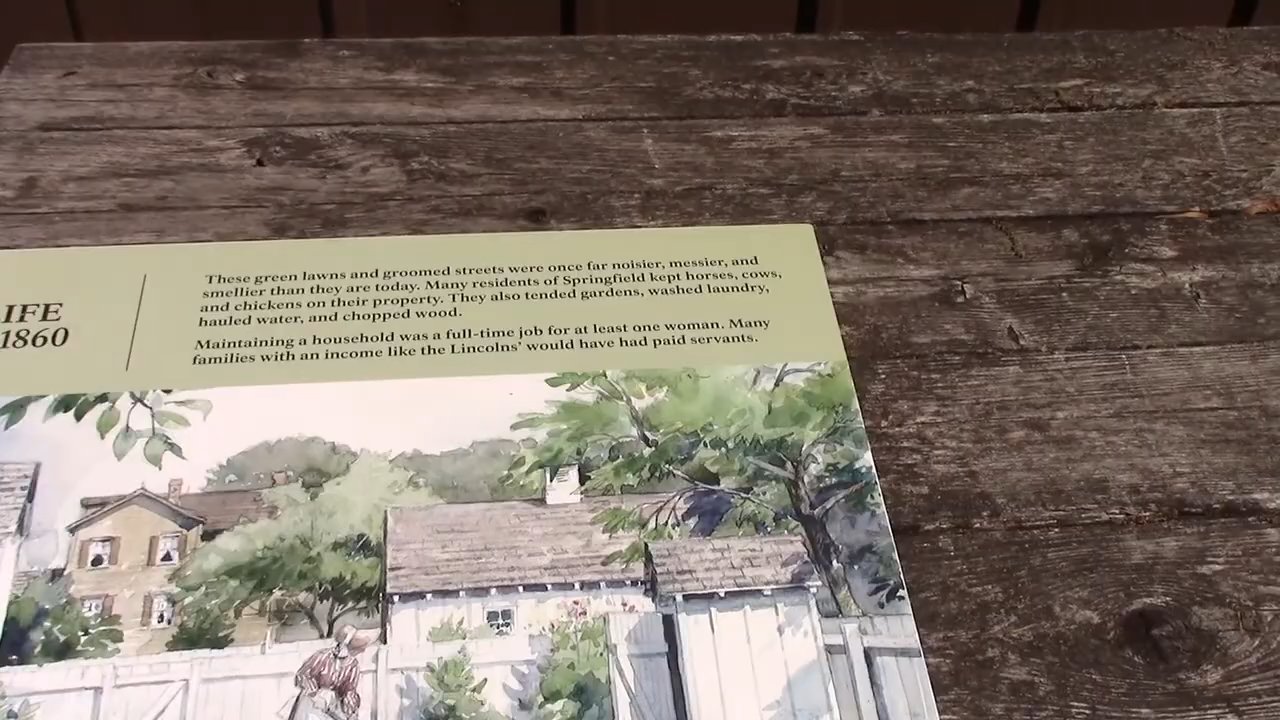 IFE
1860
These green lawns and groomed streets were once far noisier, messier, and
smellier than they are today. Many residents of Springfield kept horses, cows,
and chickens on their property. They also tended gardens, washed laundry,
hauled water, and chopped wood.
Maintaining a household was a full-time job for at least one woman. Many
families with an income like the Lincolns' would have had paid servants.